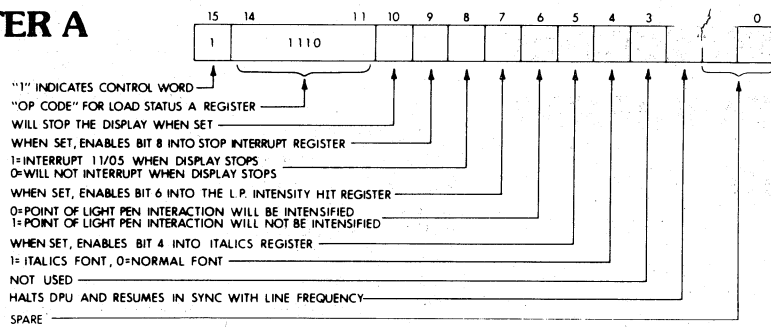 TER A
15 14 11 10 9 8 7 6 5 4 3 0
1 1110
"1" INDICATES CONTROL WORD
"OP CODE" FOR LOAD STATUS A REGISTER
WILL STOP THE DISPLAY WHEN SET
WHEN SET, ENABLES BIT 8 INTO STOP INTERRUPT REGISTER
1=INTERRUPT 11/05 WHEN DISPLAY STOPS
0=WILL NOT INTERRUPT WHEN DISPLAY STOPS
WHEN SET, ENABLES BIT 6 INTO THE L.P. INTENSITY HIT REGISTER
0=POINT OF LIGHT PEN INTERACTION WILL BE INTENSIFIED
1=POINT OF LIGHT PEN INTERACTION WILL NOT BE INTENSIFIED
WHEN SET, ENABLES BIT 4 INTO ITALICS REGISTER
1=ITALICS FONT, 0=NORMAL FONT
NOT USED
HALTS DPU AND RESUMES IN SYNC WITH LINE FREQUENCY
SPARE